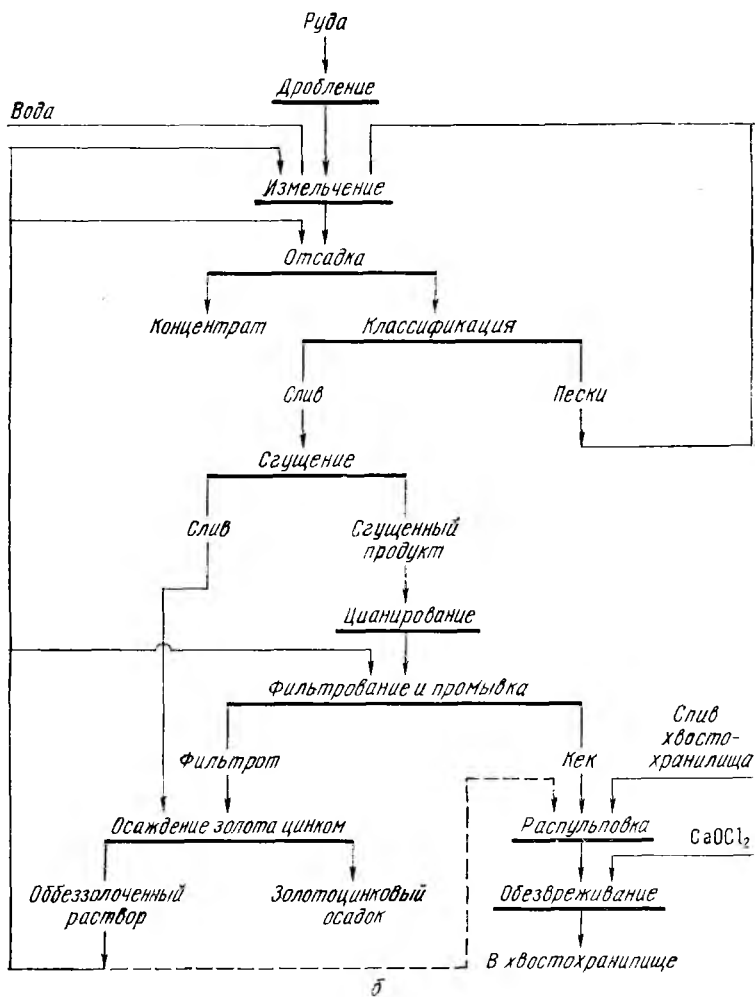 Руда
Дробление
Вода
Измельчение
Отсадка
Концентрат
Классификация
Слив
Пески
Сгущение
Слив
Сгущенный
продукт
Цианирование
Фильтрование и промывка
Слив
хвосто-
хранилища
Фильтрот
Кек
Осаждение золота цинком
Распульповка
CaOCl₂
Оббеззолоченный
раствор
Золотоцинковый
осадок
Обезвреживание
В хвостохранилище
б